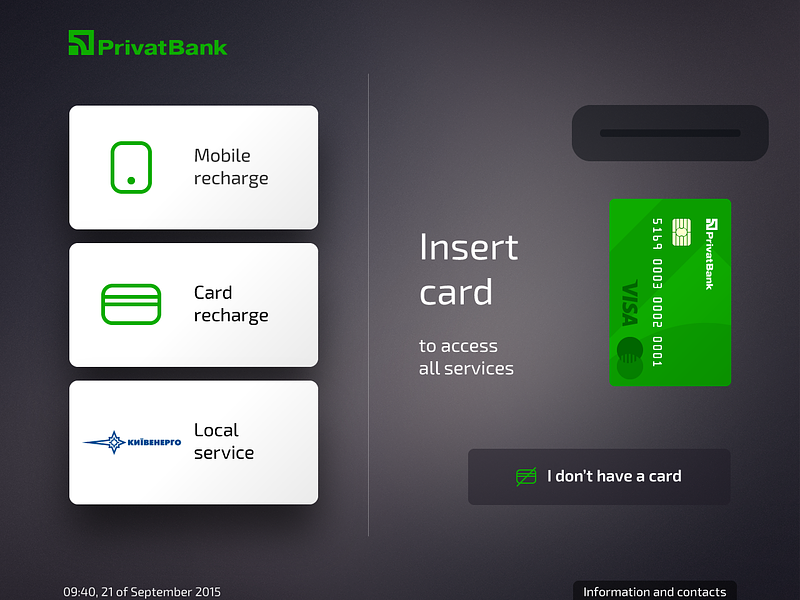 PrivatBank
Mobile
recharge
Card
recharge
КИЇВЕНЕРГО
Local
service
Insert
card
to access
all services
PrivatBank
5169 0003 0002 0001
VISA
I don't have a card
09:40, 21 of September 2015
Information and contacts